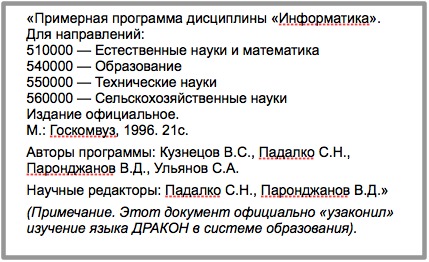 «Примерная программа дисциплины «Информатика».
Для направлений:
510000 — Естественные науки и математика
540000 — Образование
550000 — Технические науки
560000 — Сельскохозяйственные науки
Издание официальное.
М.: Госкомвуз, 1996. 21с.
Авторы программы: Кузнецов В.С., Падалко С.Н.,
Паронджанов В.Д., Ульянов С.А.
Научные редакторы: Падалко С.Н., Паронджанов В.Д.»
(Примечание. Этот документ официально «узаконил»
изучение языка ДРАКОН в системе образования).